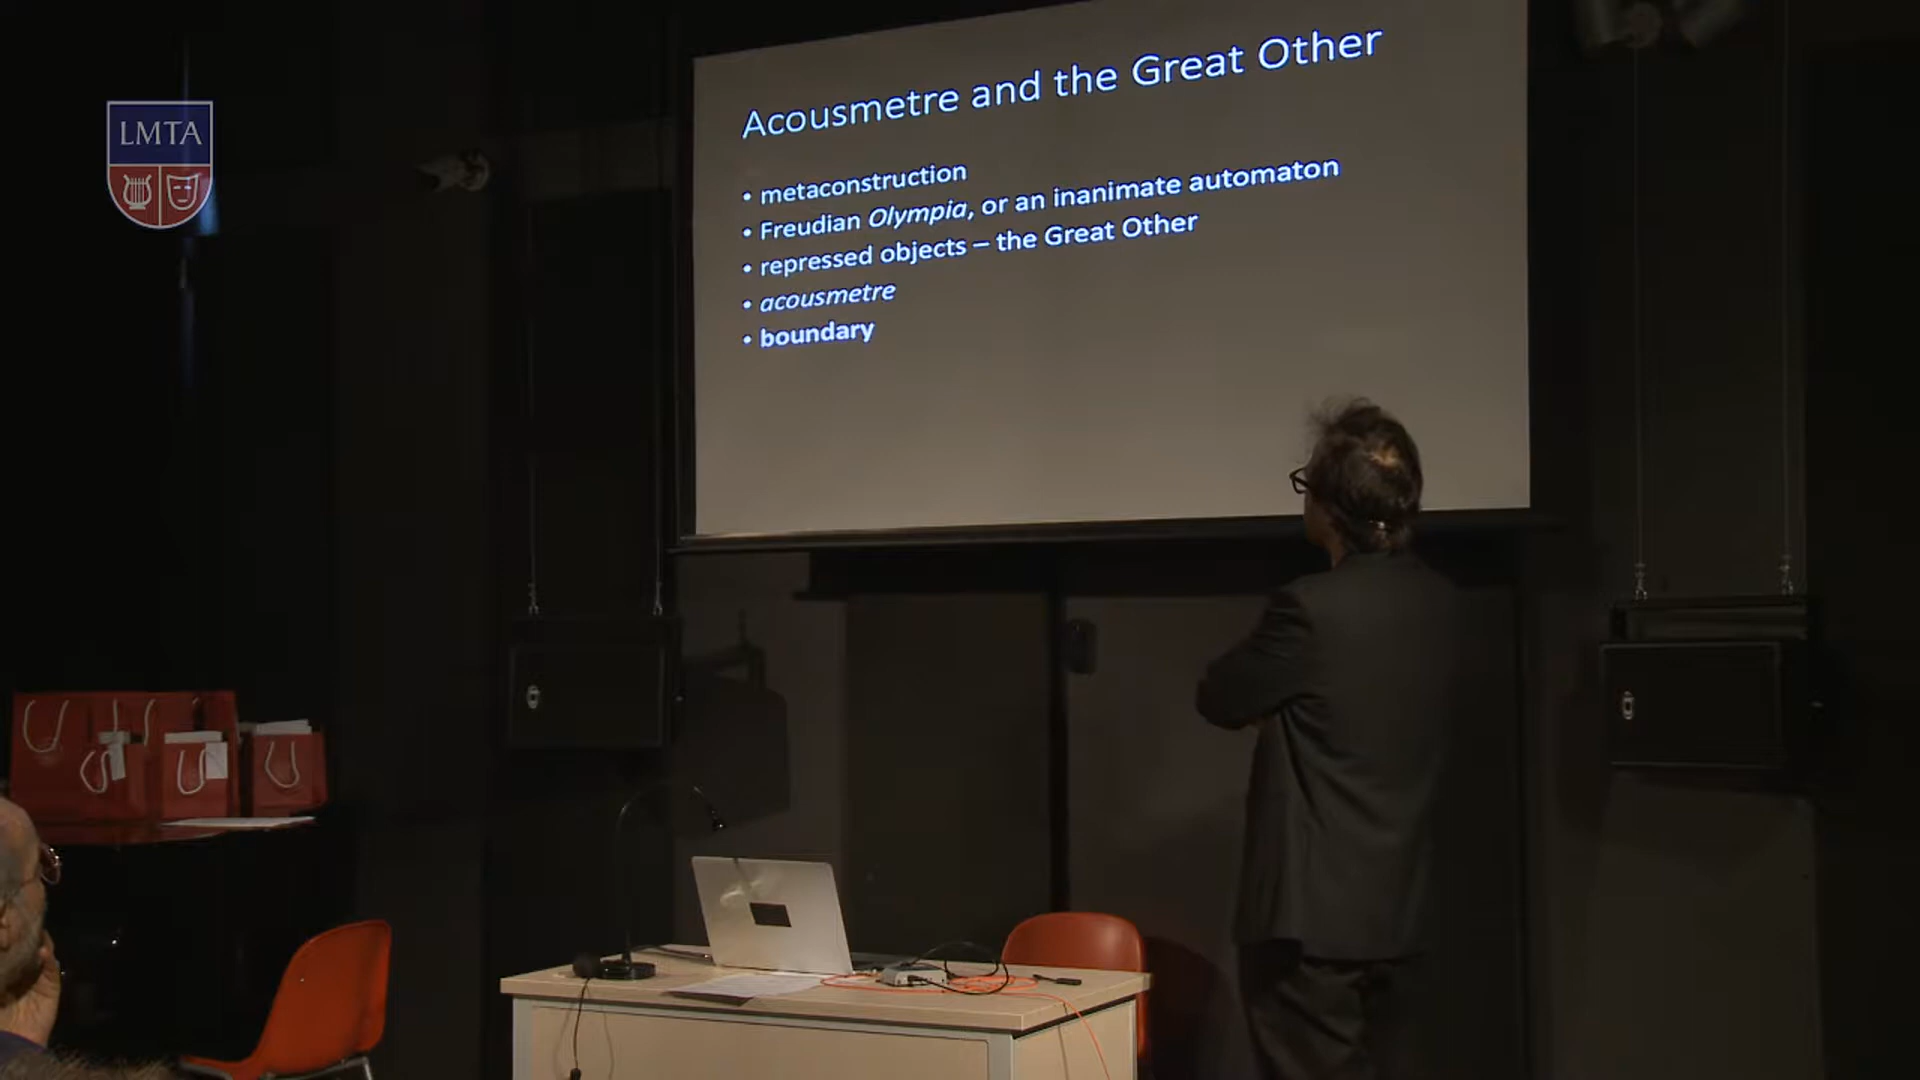 LMTA
Acousmetre and the Great Other
• metaconstruction
• Freudian Olympia, or an inanimate automaton
• repressed objects – the Great Other
• acousmetre
• boundary